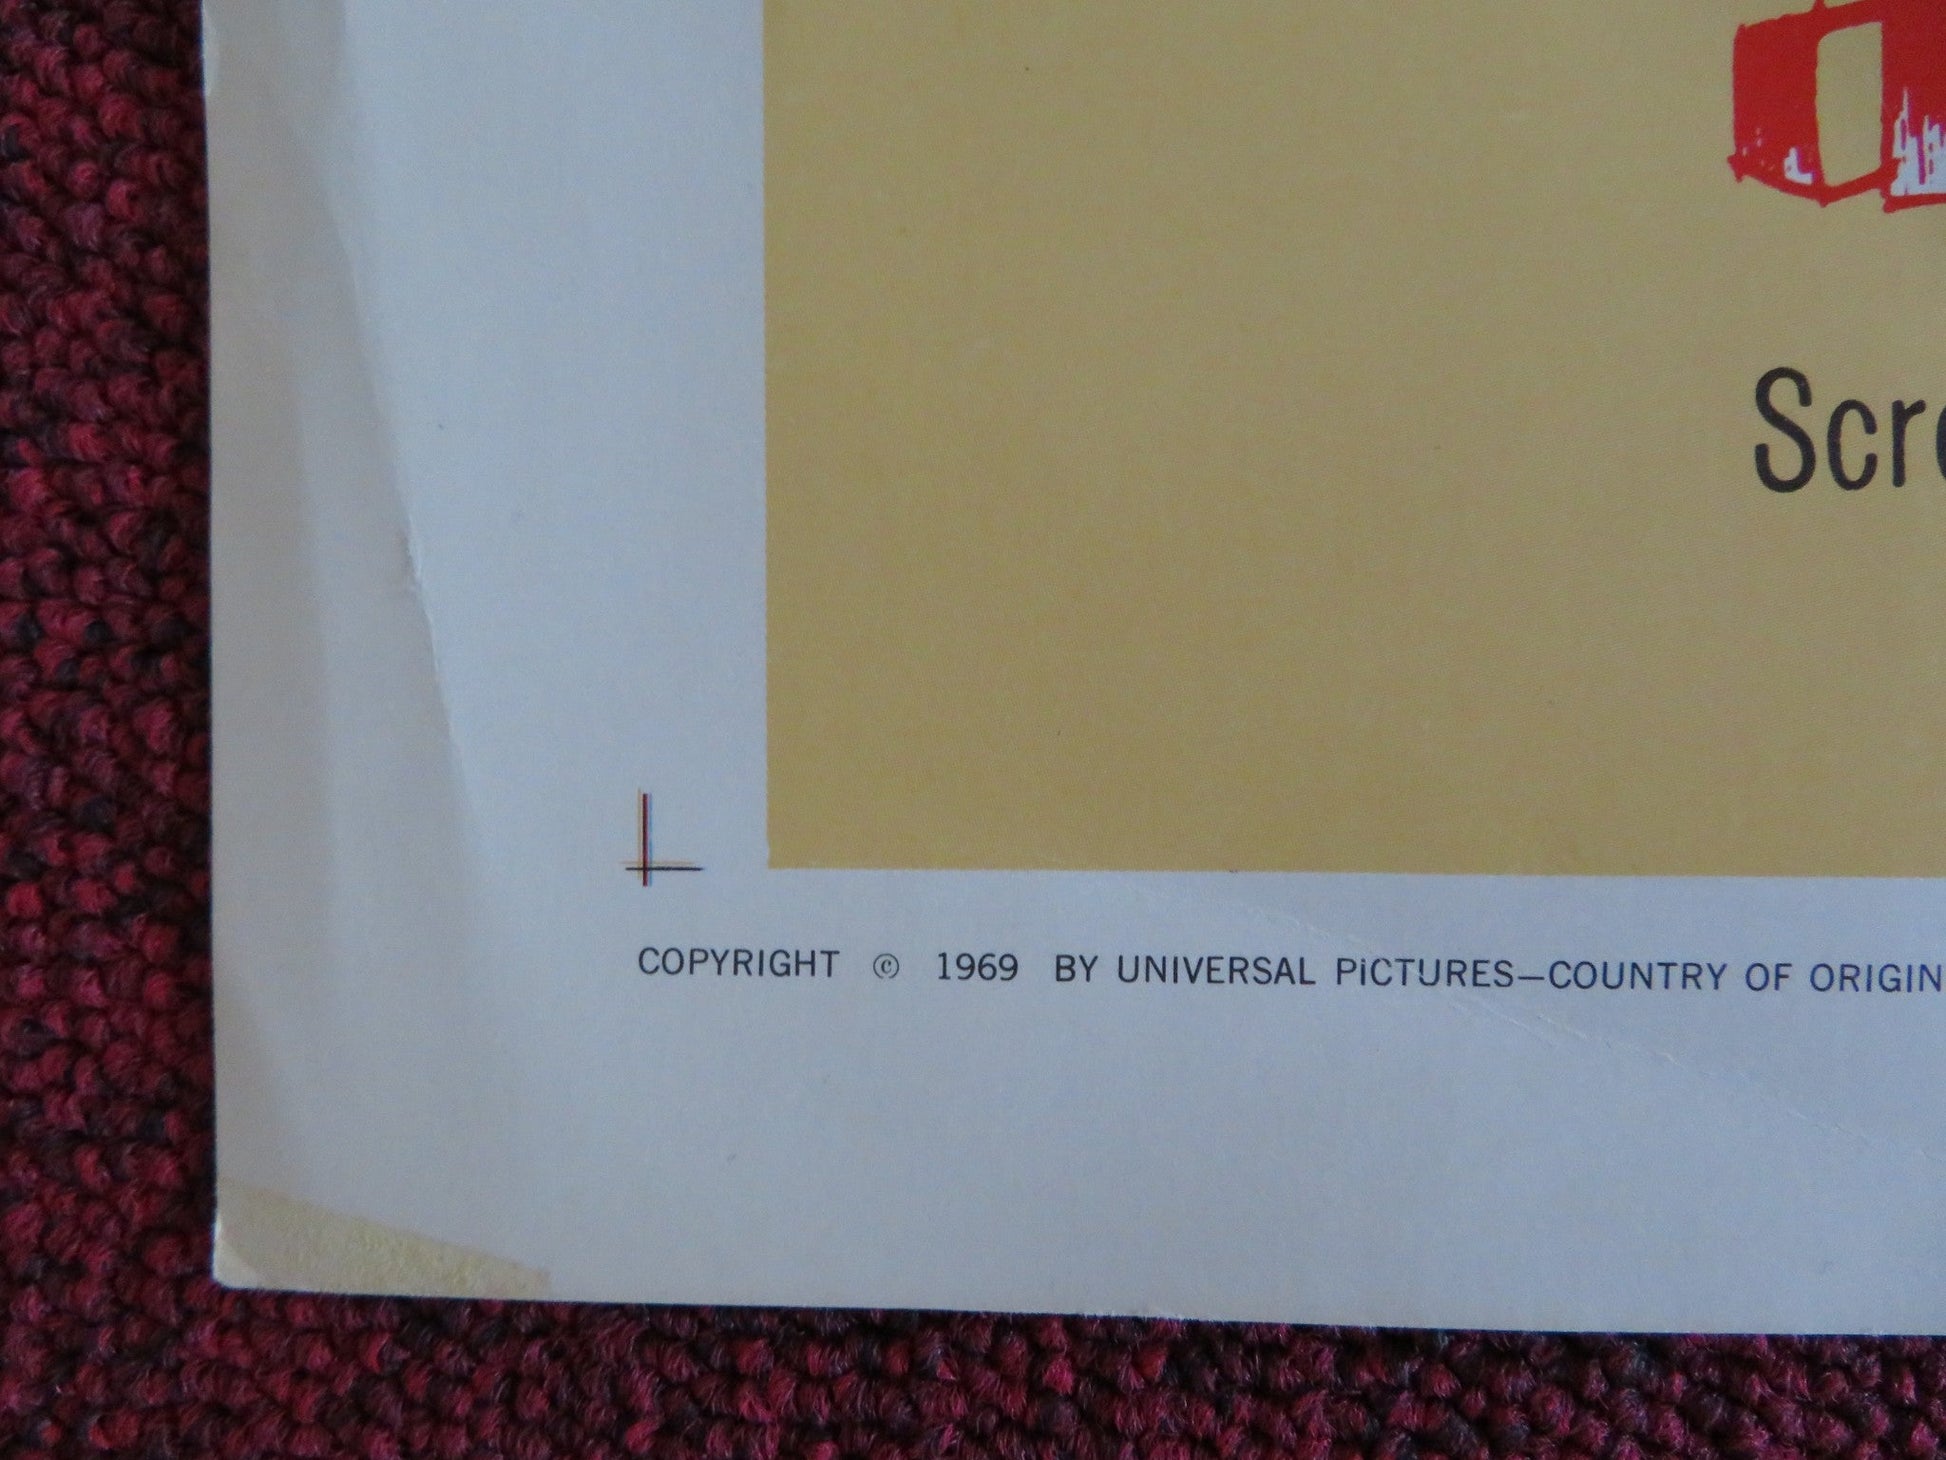 Scre
COPYRIGHT © 1969 BY UNIVERSAL PiCTURES—COUNTRY OF ORIGIN